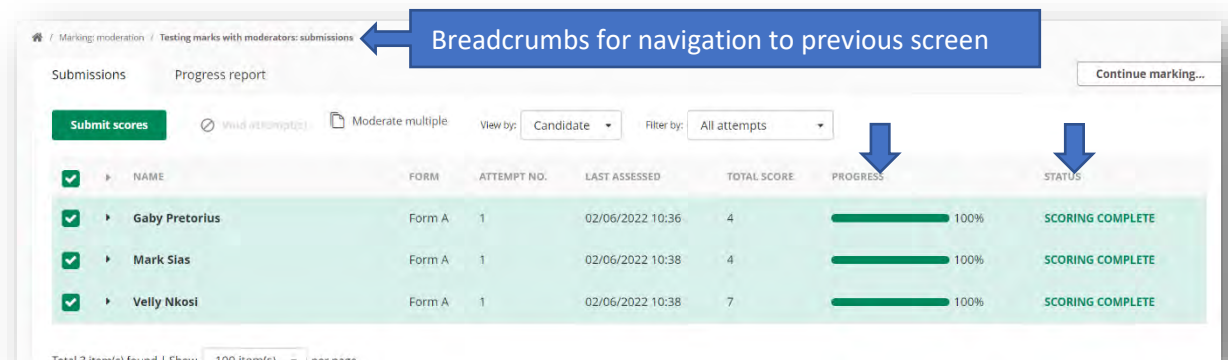 / Marking: moderation / Testing marks with moderators: submissions
Breadcrumbs for navigation to previous screen
Submissions Progress report Continue marking...
Submit scores Void attempt(s) Moderate multiple View by: Candidate Filter by: All attempts
NAME FORM ATTEMPT NO. LAST ASSESSED TOTAL SCORE PROGRESS STATUS
Gaby Pretorius Form A 1 02/06/2022 10:36 4 100% SCORING COMPLETE
Mark Sias Form A 1 02/06/2022 10:38 4 100% SCORING COMPLETE
Velly Nkosi Form A 1 02/06/2022 10:38 7 100% SCORING COMPLETE
Total 3 item(s) found | Show 100 item(s) per page